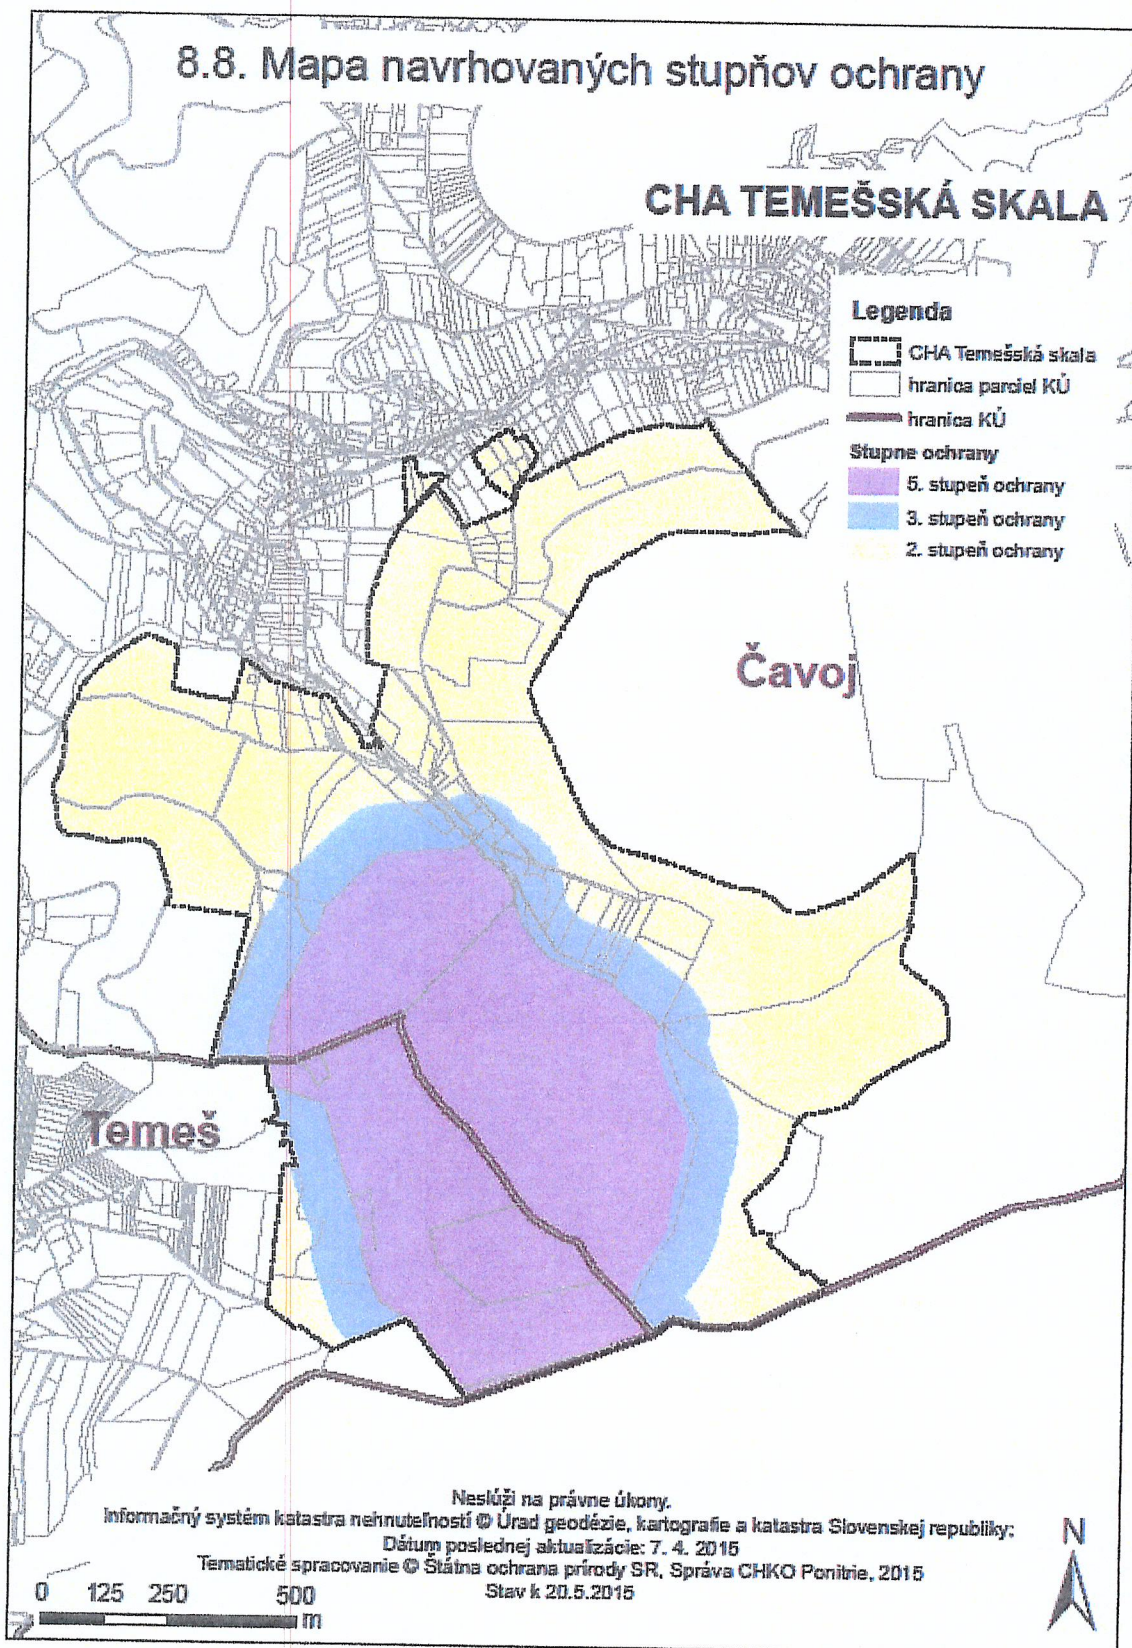 8.8. Mapa navrhovaných stupňov ochrany
CHA TEMEŠSKÁ SKALA
Legenda
CHA Temešská skala
hranica parciel KÚ
hranica KÚ
Stupne ochrany
5. stupeň ochrany
3. stupeň ochrany
2. stupeň ochrany
Čavoj
Temeš
Neslúži na právne úkony.
Informačný systém katastra nehnuteľností © Úrad geodézie, kartografie a katastra Slovenskej republiky:
Dátum poslednej aktualizácie: 7. 4. 2015
Tematické spracovanie © Štátna ochrana prírody SR, Správa CHKO Ponitrie, 2015
Stav k 20.5.2015
N
0 125 250 500
m